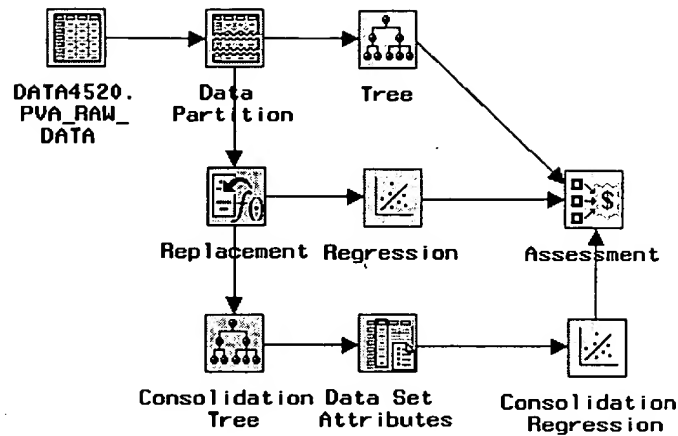 DATA4520.
PVA_RAW_
DATA
Data
Partition
Tree
f()
$
Replacement
Regression
Assessment
Consolidation
Tree
Data Set
Attributes
Consolidation
Regression